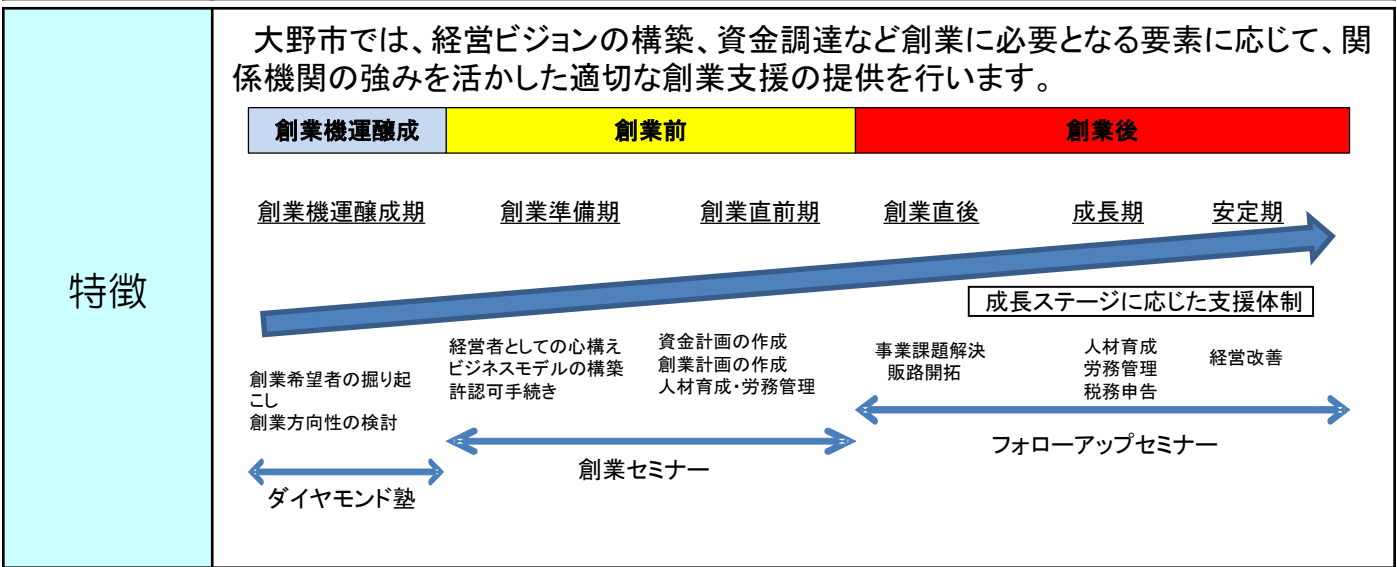 特徴
大野市では、経営ビジョンの構築、資金調達など創業に必要となる要素に応じて、関
係機関の強みを活かした適切な創業支援の提供を行います。
創業機運醸成
創業前
創業後
創業機運醸成期
創業準備期
創業直前期
創業直後
成長期
安定期
成長ステージに応じた支援体制
創業希望者の掘り起
こし
創業方向性の検討
経営者としての心構え
ビジネスモデルの構築
許認可手続き
資金計画の作成
創業計画の作成
人材育成・労務管理
事業課題解決
販路開拓
人材育成
労務管理
税務申告
経営改善
ダイヤモンド塾
創業セミナー
フォローアップセミナー